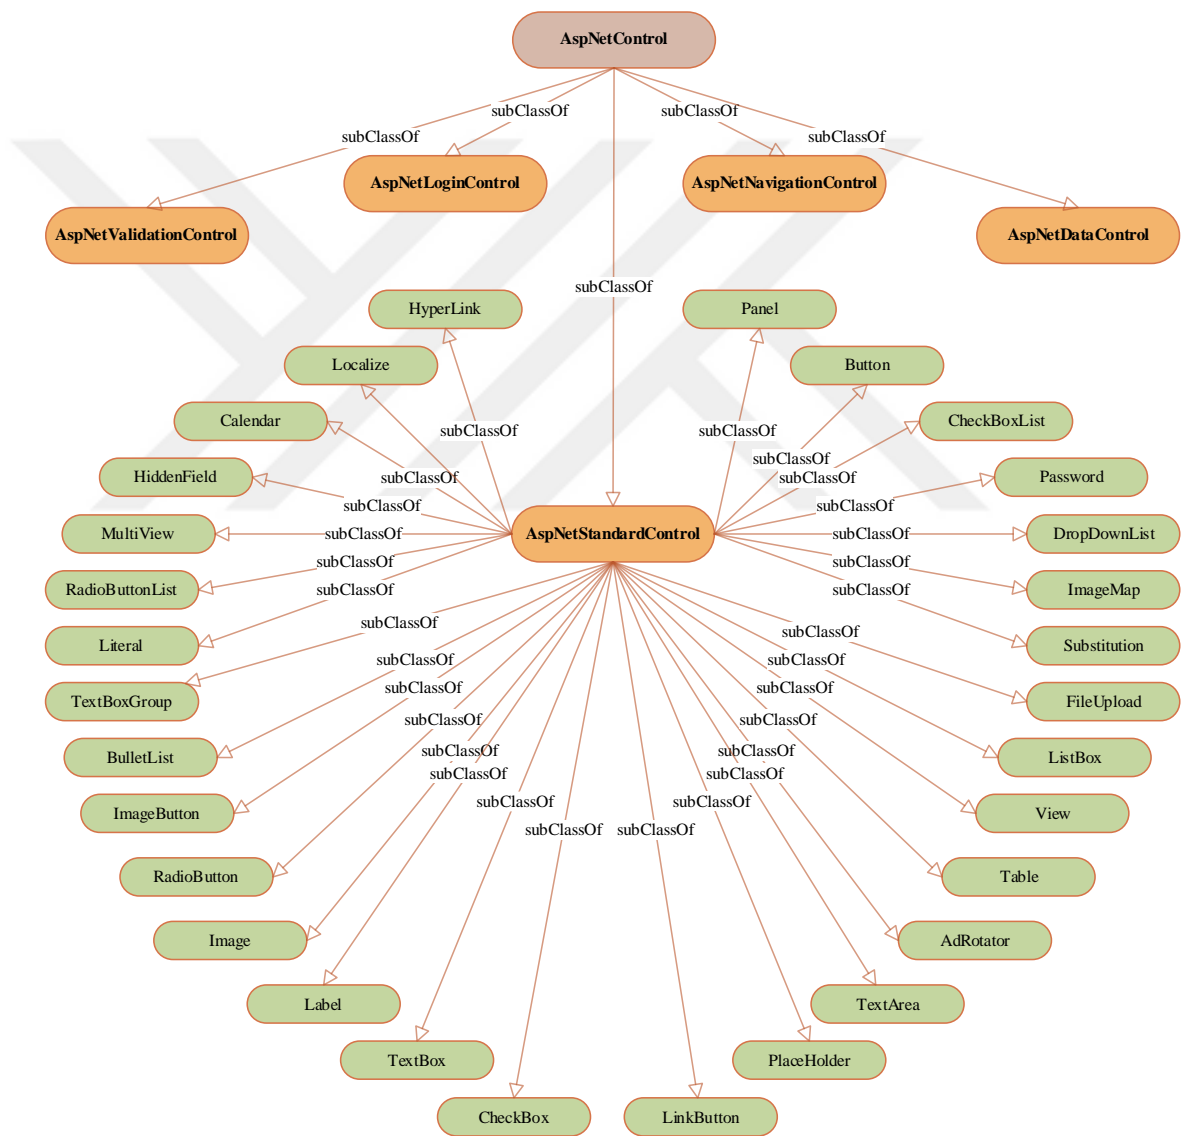 AspNetControl
subClassOf
subClassOf
subClassOf
subClassOf
AspNetLoginControl
AspNetNavigationControl
AspNetValidationControl
AspNetDataControl
subClassOf
HyperLink
Panel
Localize
Button
Calendar
CheckBoxList
subClassOf
subClassOf
subClassOf
HiddenField
subClassOf
subClassOf
Password
subClassOf
subClassOf
MultiView
subClassOf
AspNetStandardControl
subClassOf
DropDownList
subClassOf
subClassOf
RadioButtonList
subClassOf
subClassOf
ImageMap
subClassOf
subClassOf
Literal
Substitution
subClassOf
subClassOf
TextBoxGroup
subClassOf
subClassOf
FileUpload
subClassOf
subClassOf
BulletList
subClassOf
subClassOf
ListBox
subClassOf
subClassOf
ImageButton
subClassOf
subClassOf
View
subClassOf
subClassOf
RadioButton
Table
Image
AdRotator
Label
TextArea
TextBox
PlaceHolder
CheckBox
LinkButton